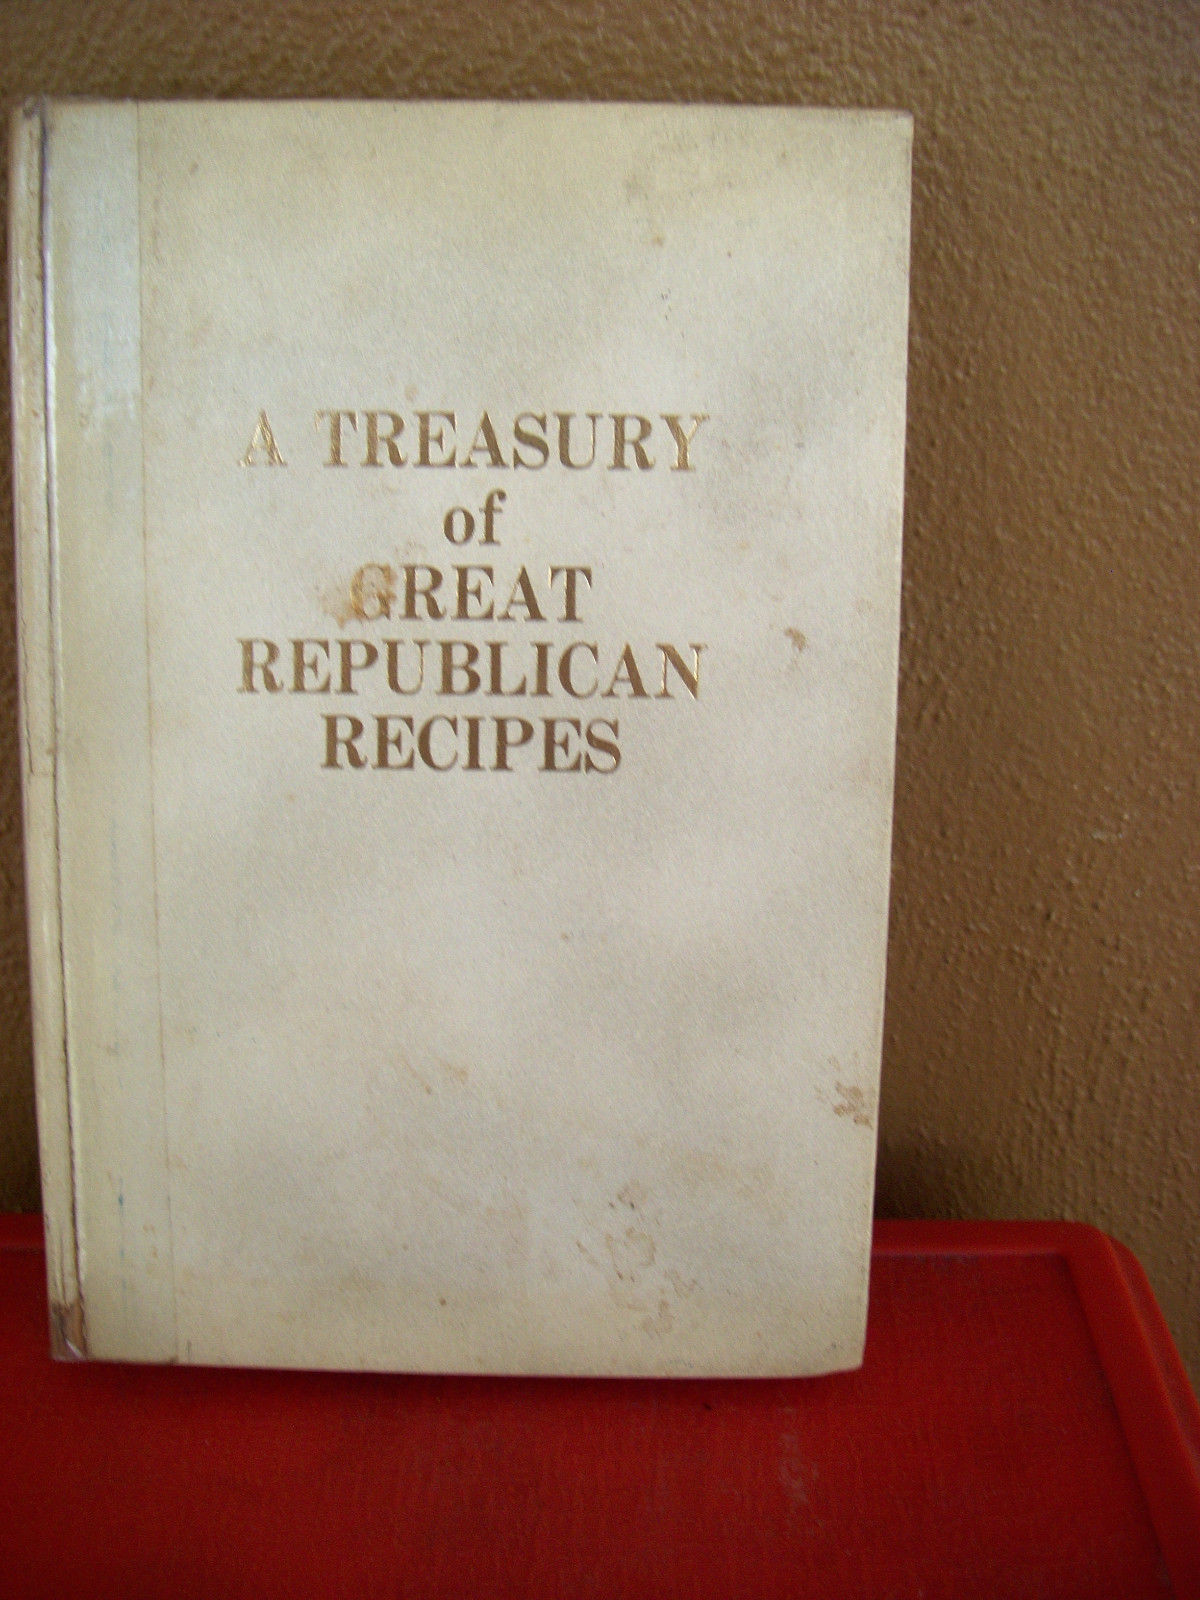 A TREASURY
of
GREAT
REPUBLICAN
RECIPES